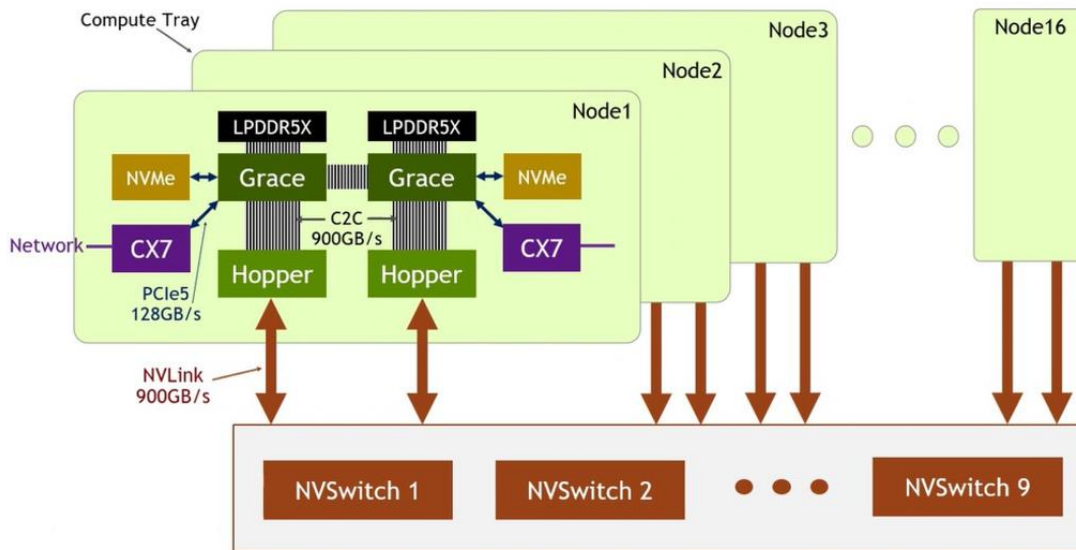 Compute Tray
Node3
Node16
Node2
Node1
LPDDR5X
LPDDR5X
NVMe
Grace
Grace
NVMe
C2C
900GB/s
Network
CX7
CX7
Hopper
Hopper
PCIe5
128GB/s
NVLink
900GB/s
NVSwitch 1
NVSwitch 2
NVSwitch 9